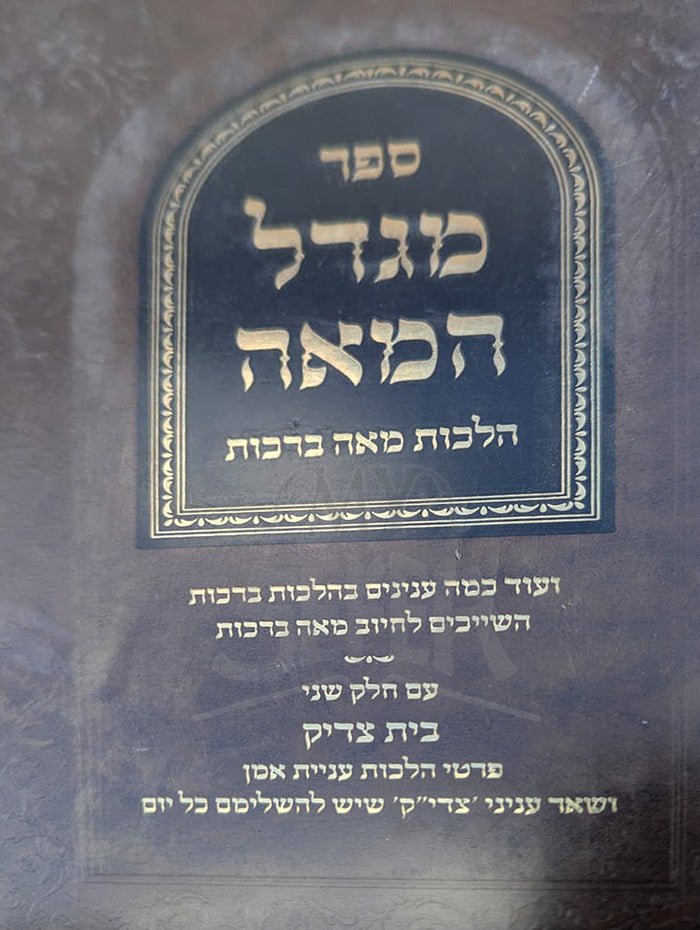 ספר
מגדל
המאה
הלכות מאה ברכות
ועוד כמה ענינים בהלכות ברכות
השייכים לחיוב מאה ברכות
עם חלק שני
בית צדיק
פרטי הלכות עניית אמן
ושאר עניני 'צדי"ק' שיש להשלימם כל יום